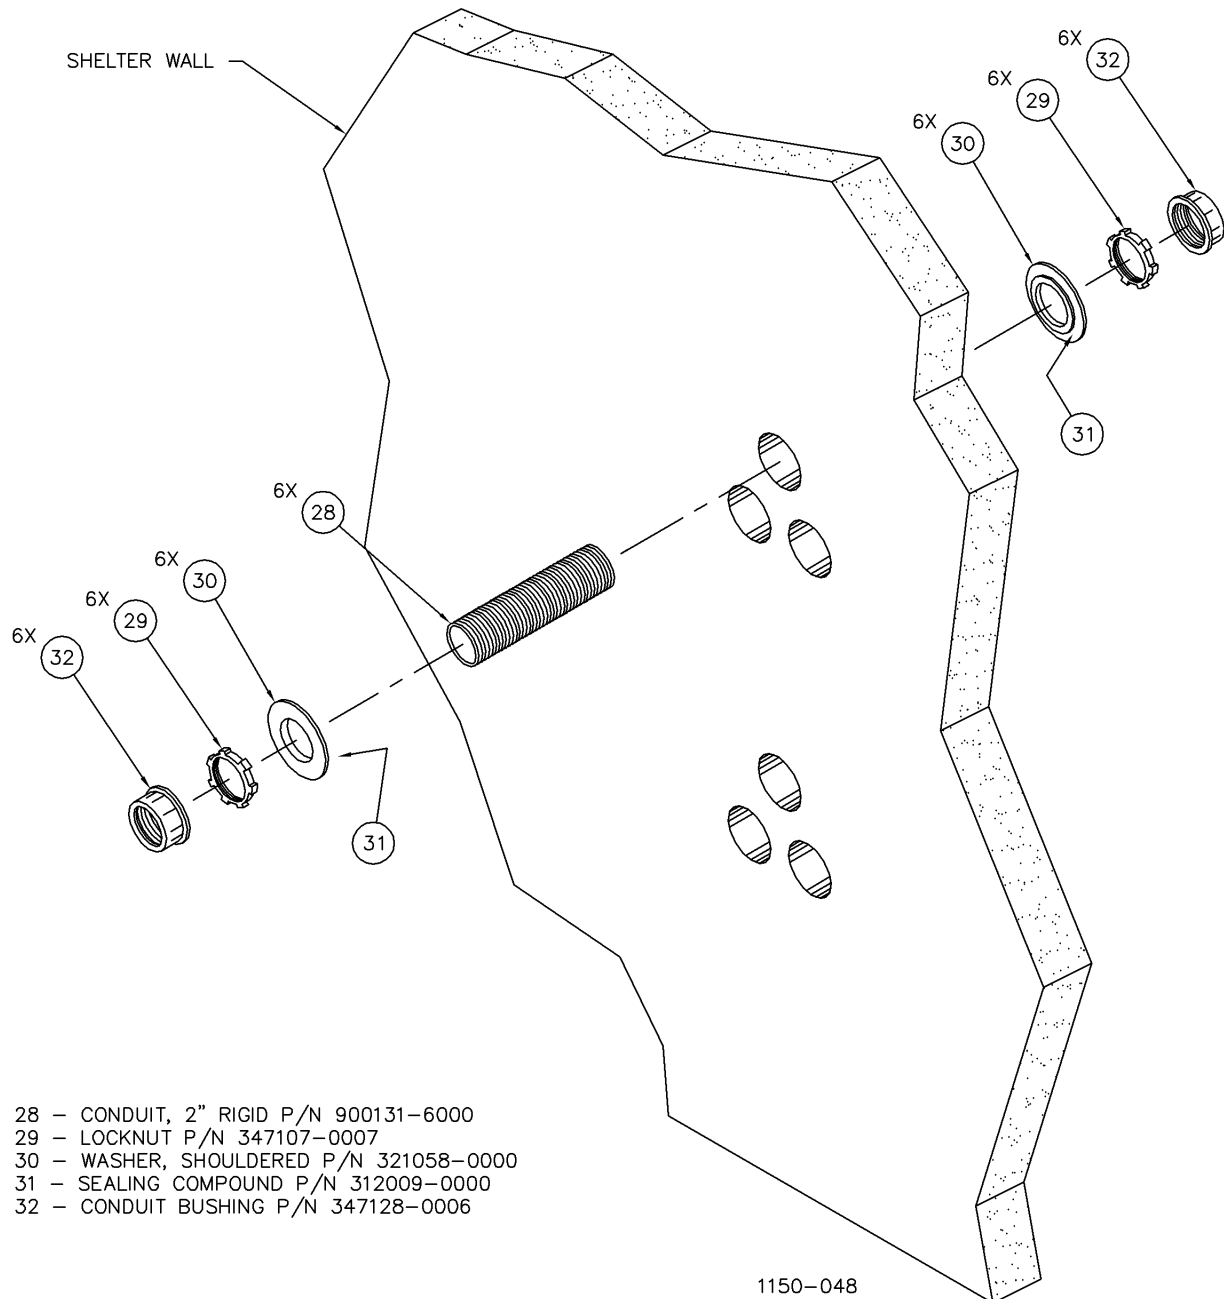 SHELTER WALL
6X
32
6X
29
6X
30
31
6X
28
6X
30
6X
29
6X
32
31
28 – CONDUIT, 2" RIGID P/N 900131–6000
29 – LOCKNUT P/N 347107–0007
30 – WASHER, SHOULDERED P/N 321058–0000
31 – SEALING COMPOUND P/N 312009–0000
32 – CONDUIT BUSHING P/N 347128–0006
1150–048